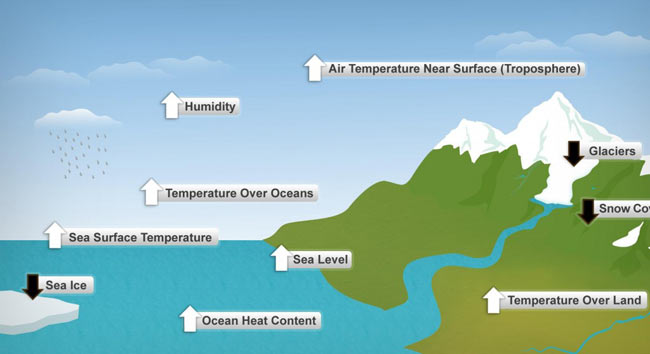 Air Temperature Near Surface (Troposphere)
Humidity
Glaciers
Temperature Over Oceans
Snow Cov
Sea Surface Temperature
Sea Level
Sea Ice
Temperature Over Land
Ocean Heat Content